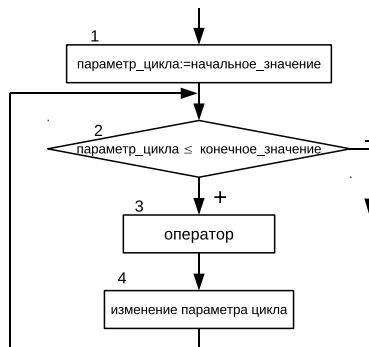 1
параметр_цикла:=начальное_значение
2
параметр_цикла ≤ конечное_значение
+
3
оператор
4
изменение параметра цикла